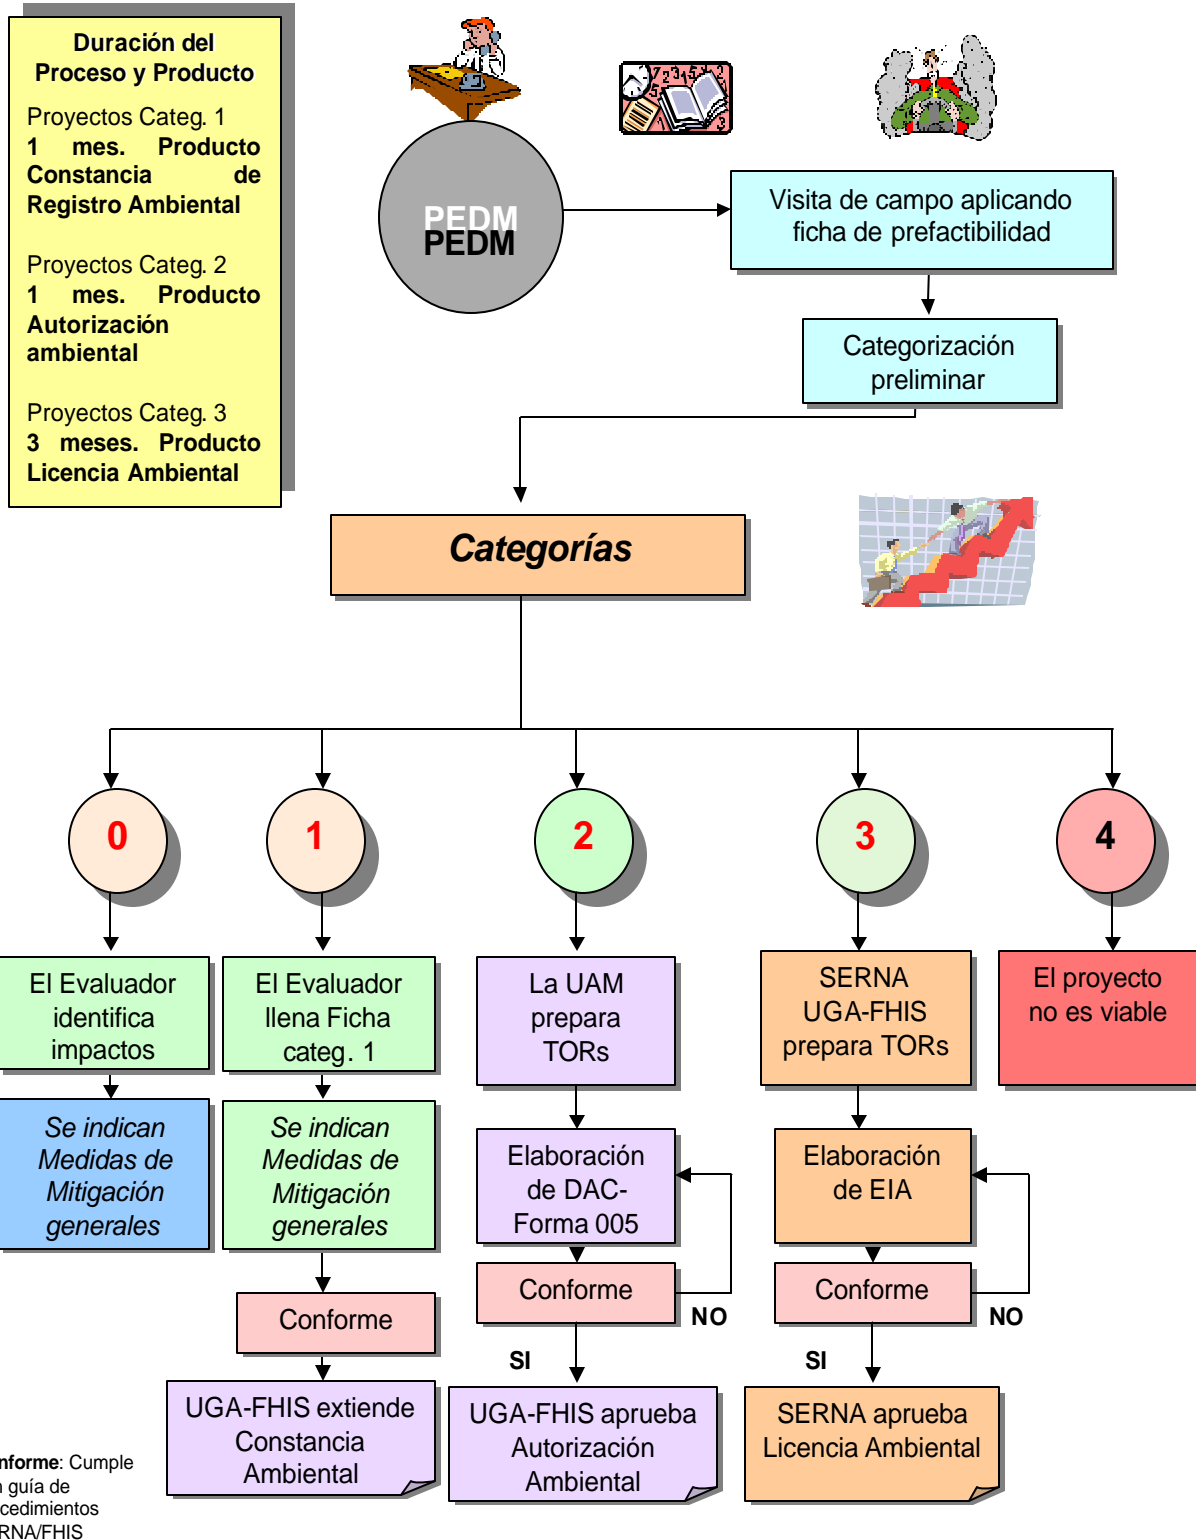 Duración del
Proceso y Producto
Proyectos Categ. 1
1 mes. Producto
Constancia de
Registro Ambiental
Proyectos Categ. 2
1 mes. Producto
Autorización
ambiental
Proyectos Categ. 3
3 meses. Producto
Licencia Ambiental
PEDM
Visita de campo aplicando
ficha de prefactibilidad
Categorización
preliminar
Categorías
0
1
2
3
4
El Evaluador
identifica
impactos
El Evaluador
llena Ficha
categ. 1
La UAM
prepara
TORs
SERNA
UGA-FHIS
prepara TORs
El proyecto
no es viable
Se indican
Medidas de
Mitigación
generales
Se indican
Medidas de
Mitigación
generales
Elaboración
de DAC-
Forma 005
Elaboración
de EIA
Conforme
Conforme
NO
Conforme
NO
SI
SI
UGA-FHIS extiende
Constancia
Ambiental
UGA-FHIS aprueba
Autorización
Ambiental
SERNA aprueba
Licencia Ambiental
nforme: Cumple
n guía de
cedimientos
RNA/FHIS